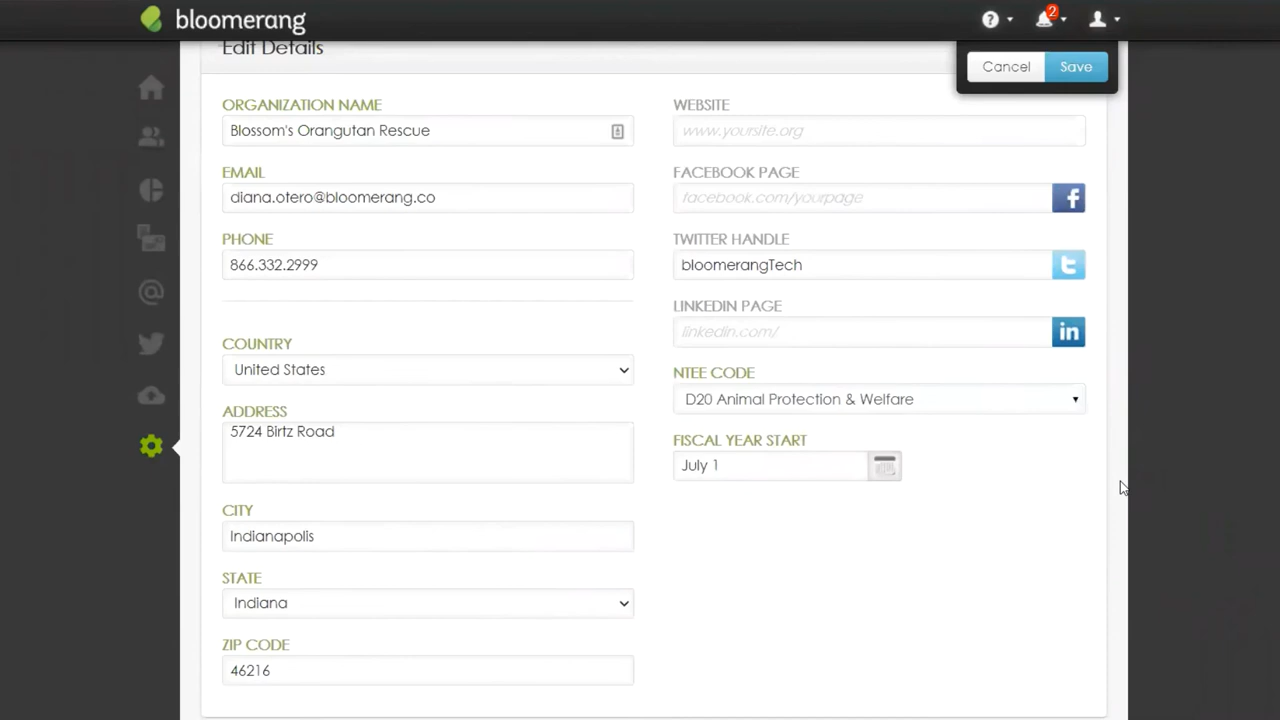 bloomerang
2
Edit Details
Cancel
Save
ORGANIZATION NAME
Blossom's Orangutan Rescue
EMAIL
diana.otero@bloomerang.co
PHONE
866.332.2999
COUNTRY
United States
ADDRESS
5724 Birtz Road
CITY
Indianapolis
STATE
Indiana
ZIP CODE
46216
WEBSITE
www.yoursite.org
FACEBOOK PAGE
facebook.com/yourpage
TWITTER HANDLE
bloomerangTech
LINKEDIN PAGE
linkedin.com/
in
NTEE CODE
D20 Animal Protection & Welfare
FISCAL YEAR START
July 1